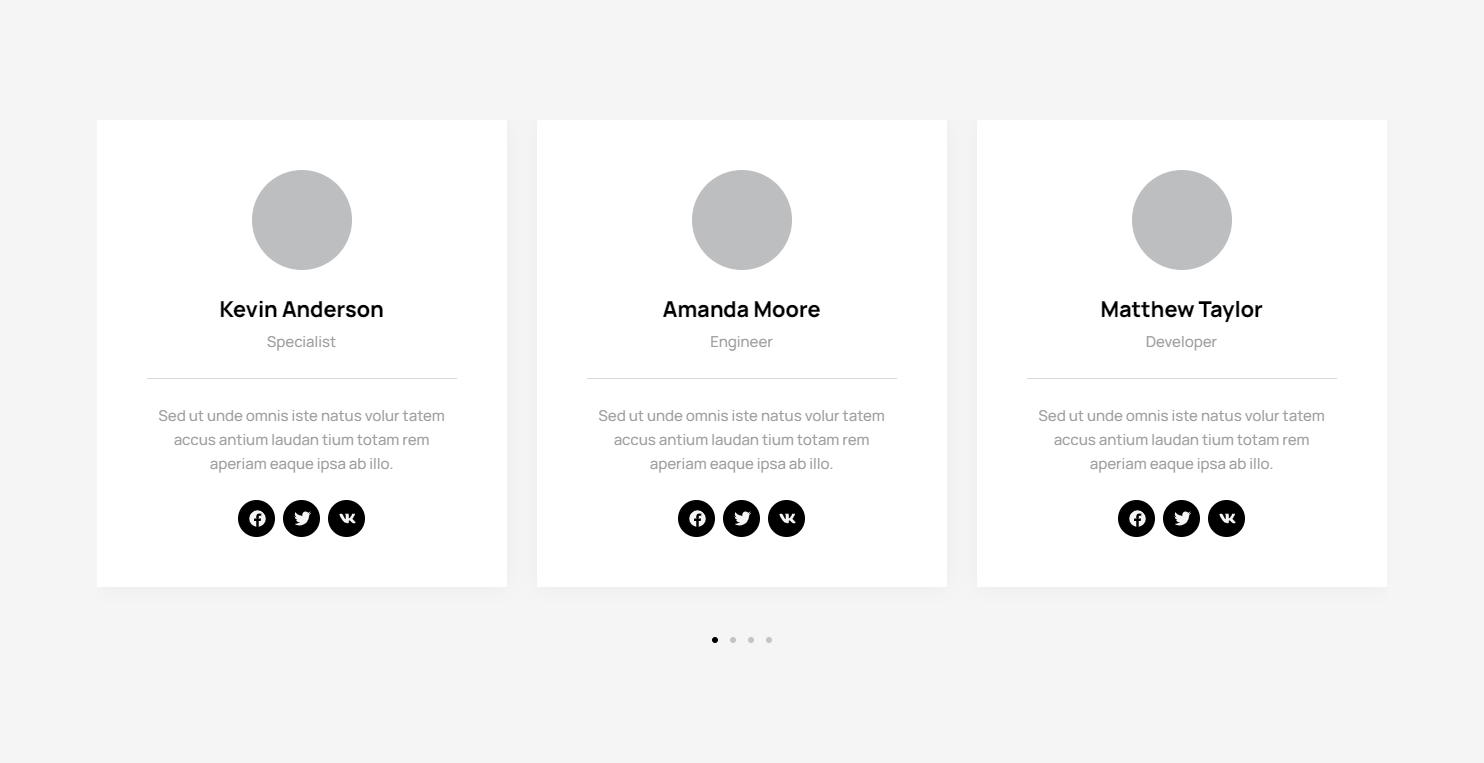 Kevin Anderson
Specialist
Sed ut unde omnis iste natus volur tatem
accus antium laudan tium totam rem
aperiam eaque ipsa ab illo.
Amanda Moore
Engineer
Sed ut unde omnis iste natus volur tatem
accus antium laudan tium totam rem
aperiam eaque ipsa ab illo.
Matthew Taylor
Developer
Sed ut unde omnis iste natus volur tatem
accus antium laudan tium totam rem
aperiam eaque ipsa ab illo.